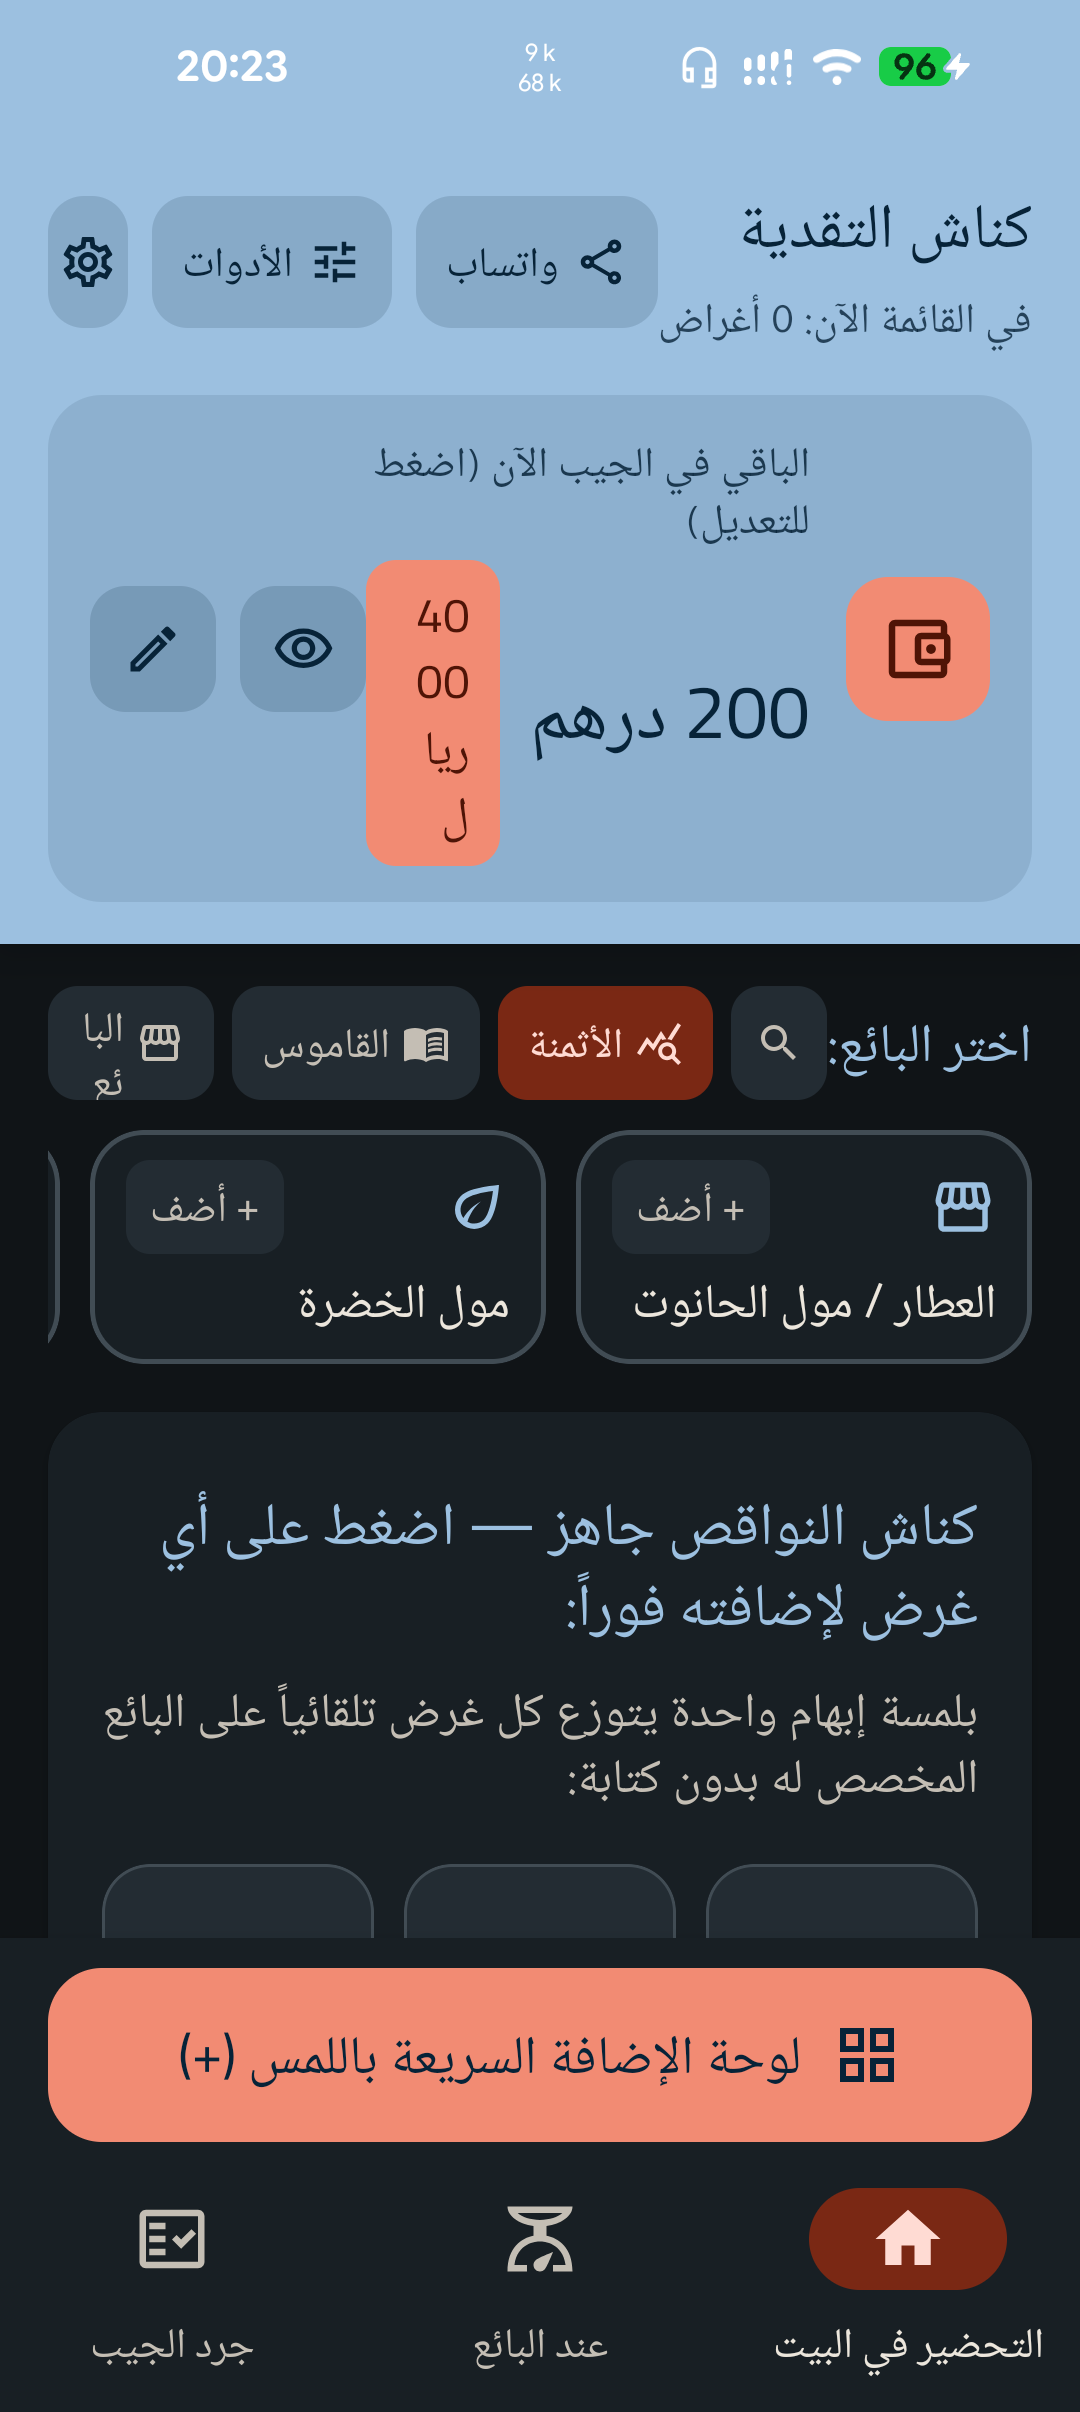 20:23
9 k
68 k
96
كناش التقدية
في القائمة الآن: 0 أغراض
واتساب
الأدوات
الباقي في الجيب الآن (اضغط
للتعديل)
200 درهم
40
00
ريا
ل
اختر البائع:
الأثمنة
القاموس
البا
ئع
+ أضف
العطار / مول الحانوت
+ أضف
مول الخضرة
كناش النواقص جاهز — اضغط على أي
غرض لإضافته فوراً:
بلمسة إبهام واحدة يتوزع كل غرض تلقائياً على البائع
المخصص له بدون كتابة:
لوحة الإضافة السريعة باللمس (+)
التحضير في البيت
عند البائع
جرد الجيب